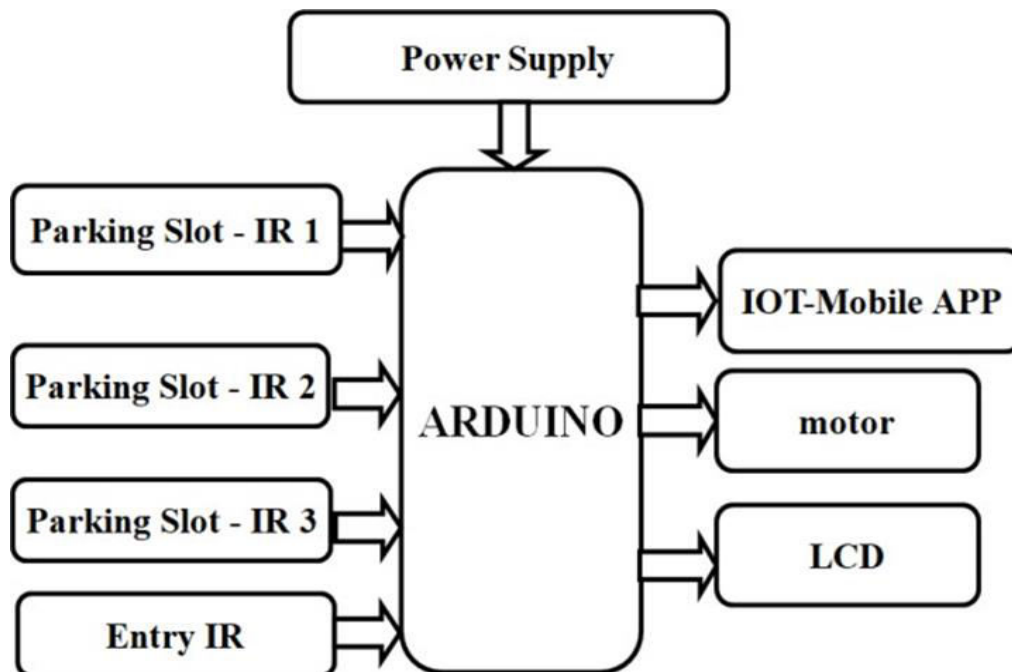 Power Supply
Parking Slot - IR 1
Parking Slot - IR 2
Parking Slot - IR 3
Entry IR
ARDUINO
IOT-Mobile APP
motor
LCD